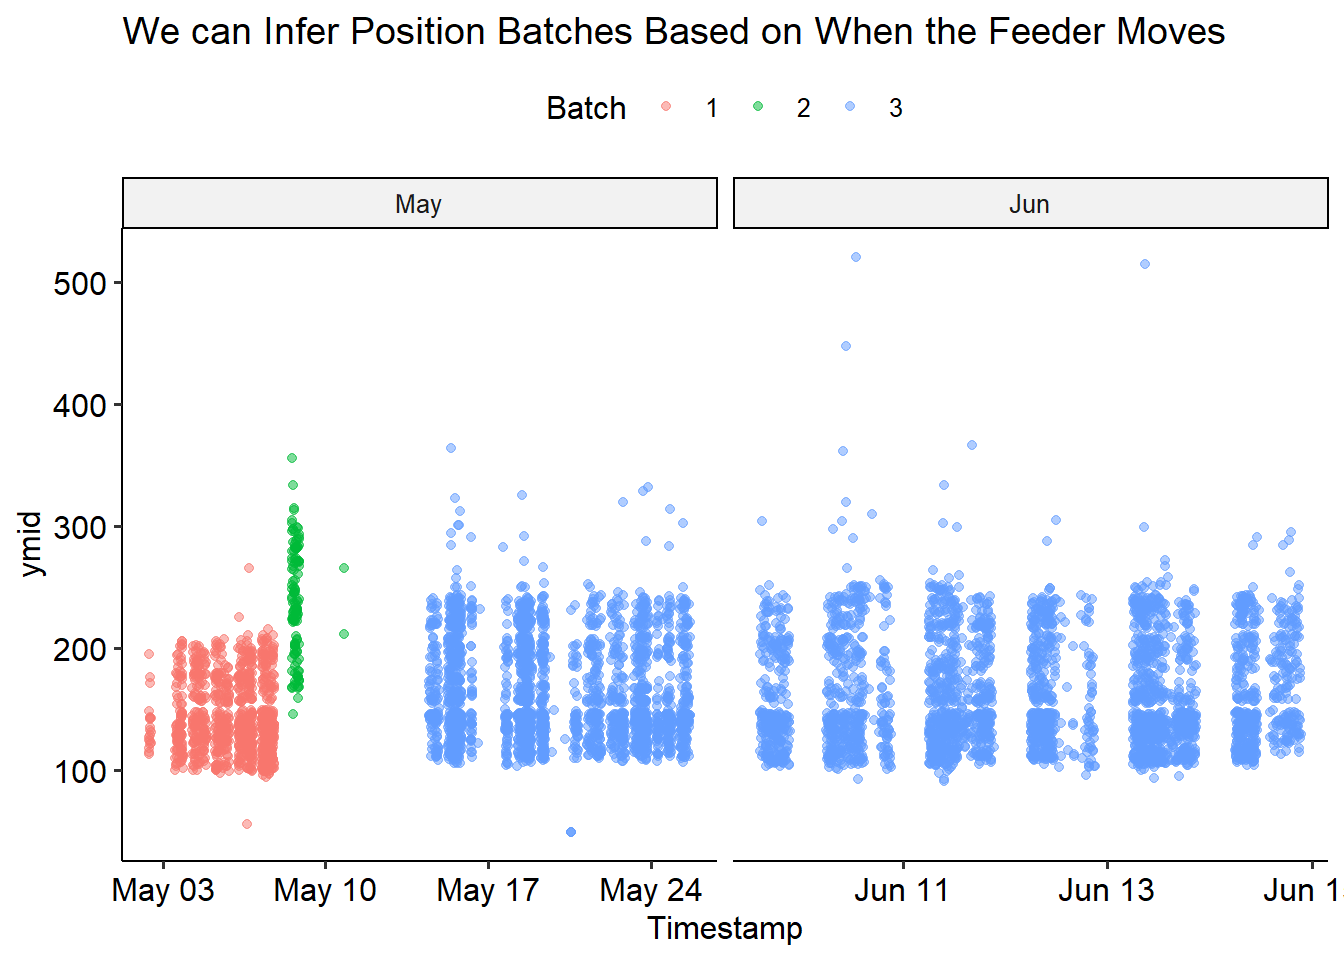 We can Infer Position Batches Based on When the Feeder Moves
Batch 1 2 3
May Jun
500
400
300
200
100
ymid
May 03 May 10 May 17 May 24 Jun 11 Jun 13 Jun
Timestamp